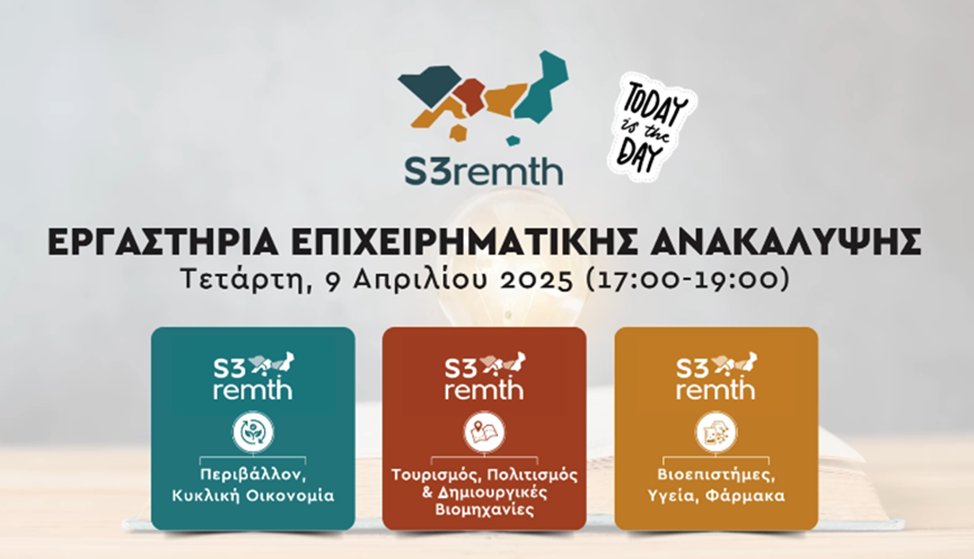 S3remth
TODAY
is the
DAY
ΕΡΓΑΣΤΗΡΙΑ ΕΠΙΧΕΙΡΗΜΑΤΙΚΗΣ ΑΝΑΚΑΛΥΨΗΣ
Τετάρτη, 9 Απριλίου 2025 (17:00-19:00)
S3
remth
Περιβάλλον,
Κυκλική Οικονομία
S3
remth
Τουρισμός, Πολιτισμός
& Δημιουργικές
Βιομηχανίες
S3
remth
Βιοεπιστήμες,
Υγεία, Φάρμακα